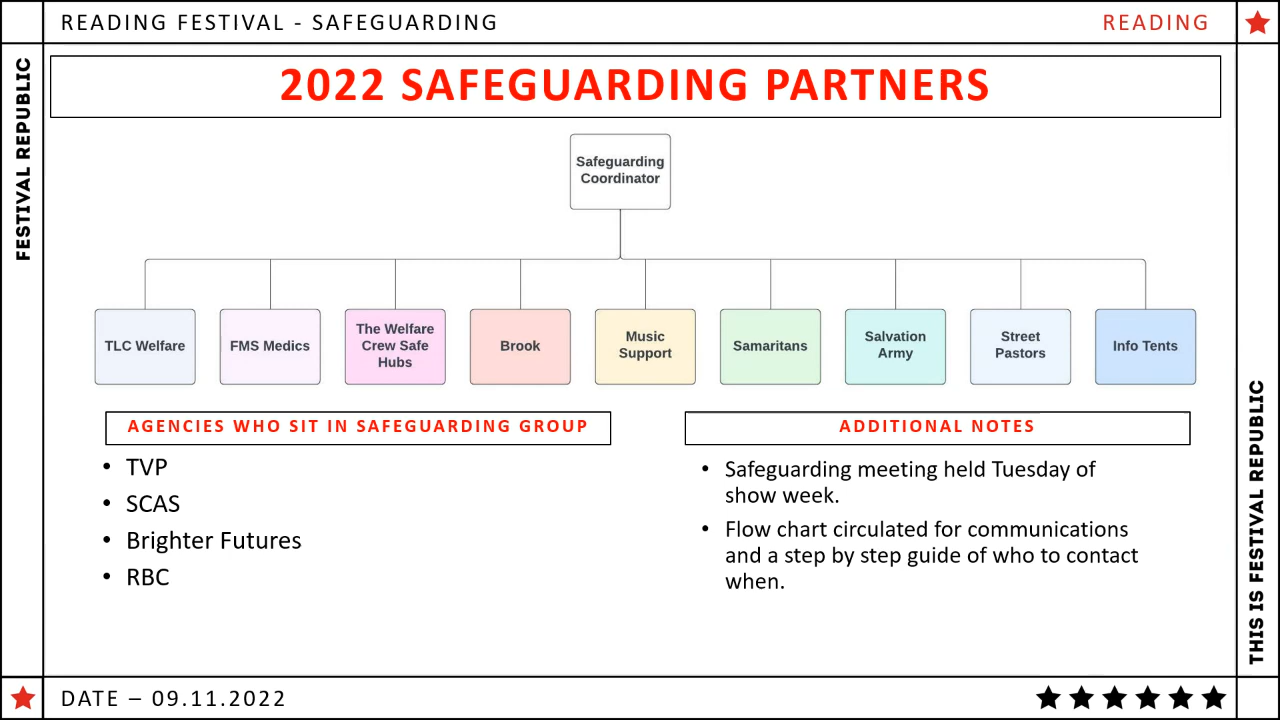 READING FESTIVAL - SAFEGUARDING
READING
FESTIVAL REPUBLIC
2022 SAFEGUARDING PARTNERS
Safeguarding
Coordinator
TLC Welfare
FMS Medics
The Welfare
Crew Safe
Hubs
Brook
Music
Support
Samaritans
Salvation
Army
Street
Pastors
Info Tents
AGENCIES WHO SIT IN SAFEGUARDING GROUP
• TVP
• SCAS
• Brighter Futures
• RBC
ADDITIONAL NOTES
• Safeguarding meeting held Tuesday of
show week.
• Flow chart circulated for communications
and a step by step guide of who to contact
when.
THIS IS FESTIVAL REPUBLIC
DATE – 09.11.2022